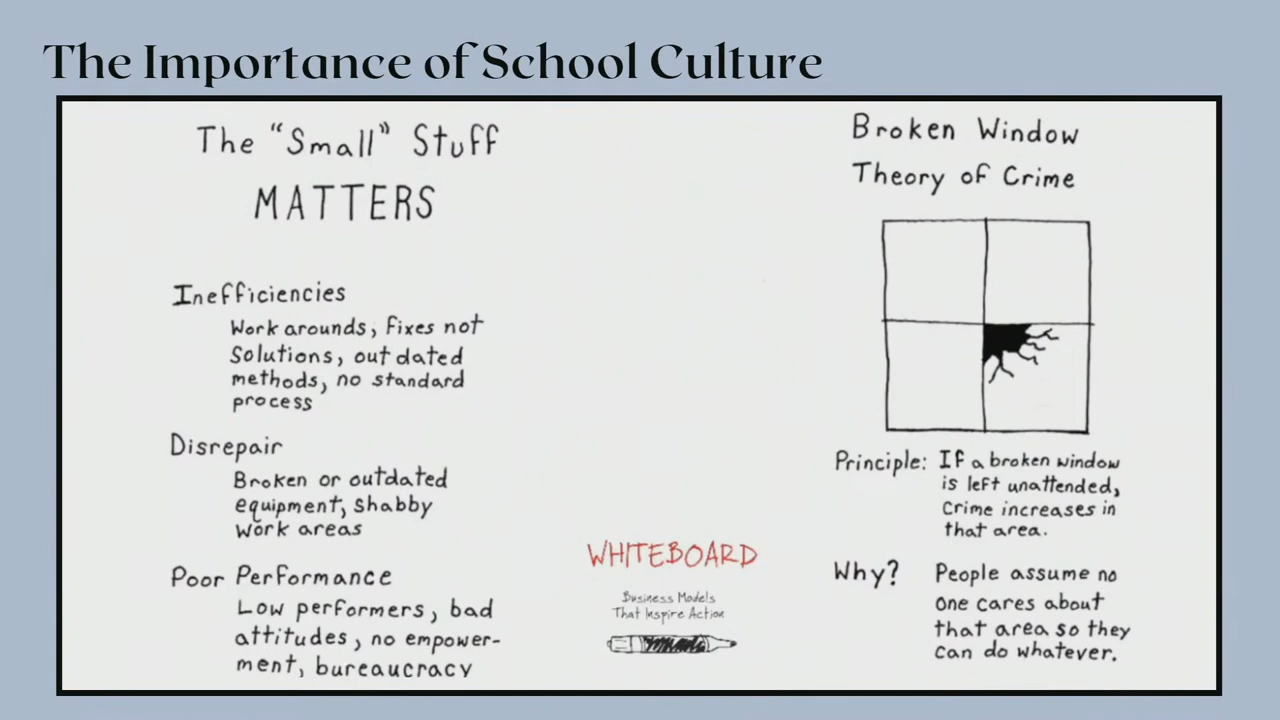 The Importance of School Culture
The "Small" Stuff
MATTERS
Inefficiencies
Work arounds, fixes not
Solutions, out dated
methods, no standard
process
Disrepair
Broken or outdated
equipment, shabby
work areas
Poor Performance
Low performers, bad
attitudes, no empower-
ment, bureaucracy
WHITEBOARD
Business Models
That Inspire Action
Broken Window
Theory of Crime
Principle: If a broken window
is left unattended,
Crime increases in
that area.
Why? People assume no
one cares about
that area so they
can do whatever.